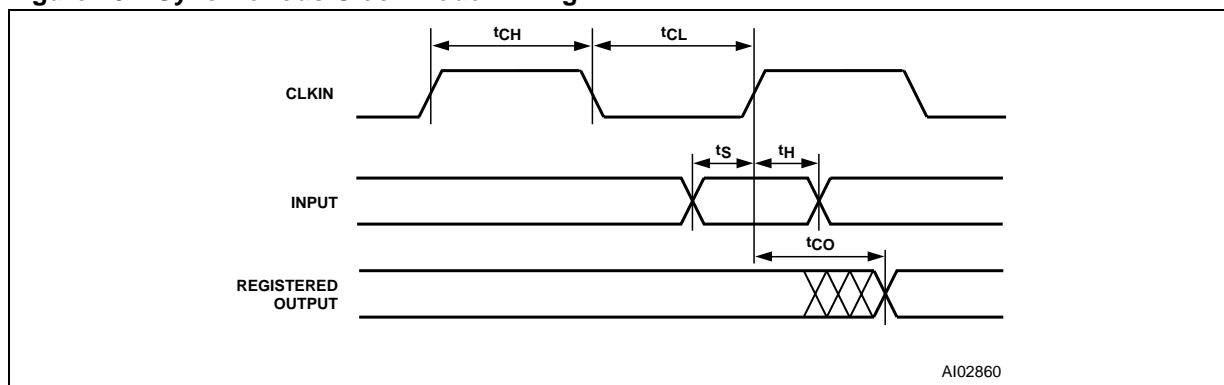 tCH
tCL
CLKIN
tS
tH
INPUT
tCO
REGISTERED
OUTPUT
AI02860